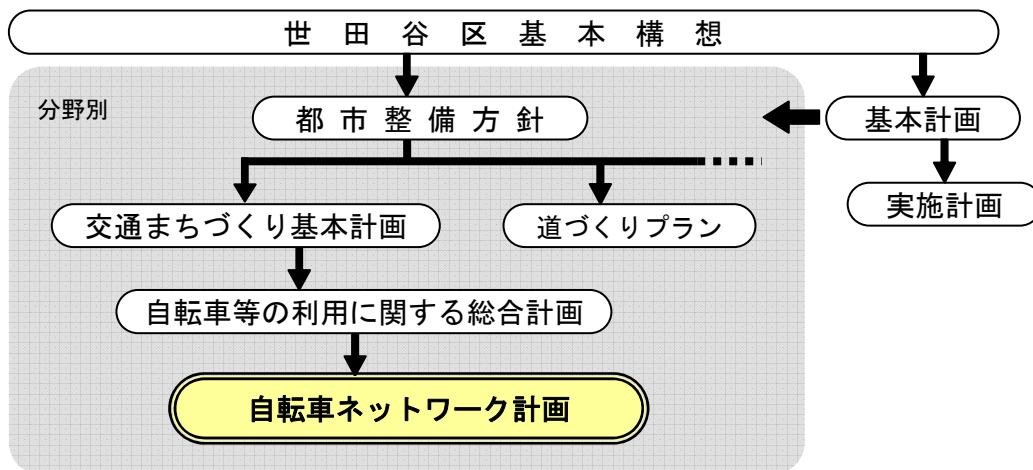 世田谷区基本構想
分野別
都市整備方針
基本計画
実施計画
交通まちづくり基本計画
道づくりプラン
自転車等の利用に関する総合計画
自転車ネットワーク計画